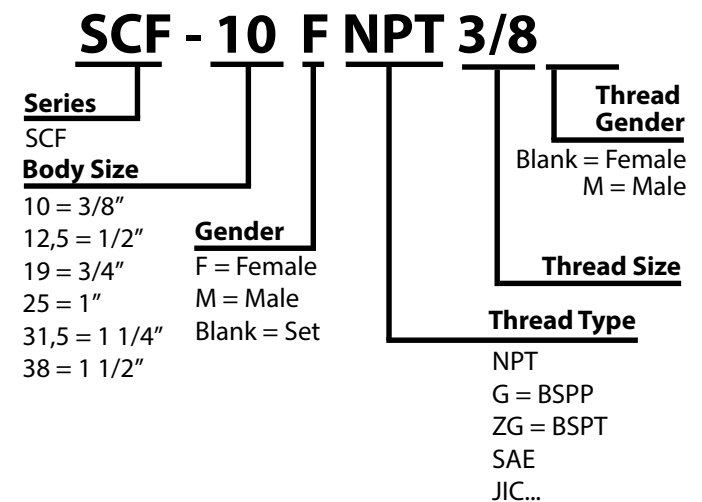 SCF - 10 F NPT 3/8
Series
SCF
Body Size
10 = 3/8”
12,5 = 1/2”
19 = 3/4”
25 = 1”
31,5 = 1 1/4”
38 = 1 1/2”
Gender
F = Female
M = Male
Blank = Set
Thread
Gender
Blank = Female
M = Male
Thread Size
Thread Type
NPT
G = BSPP
ZG = BSPT
SAE
JIC...